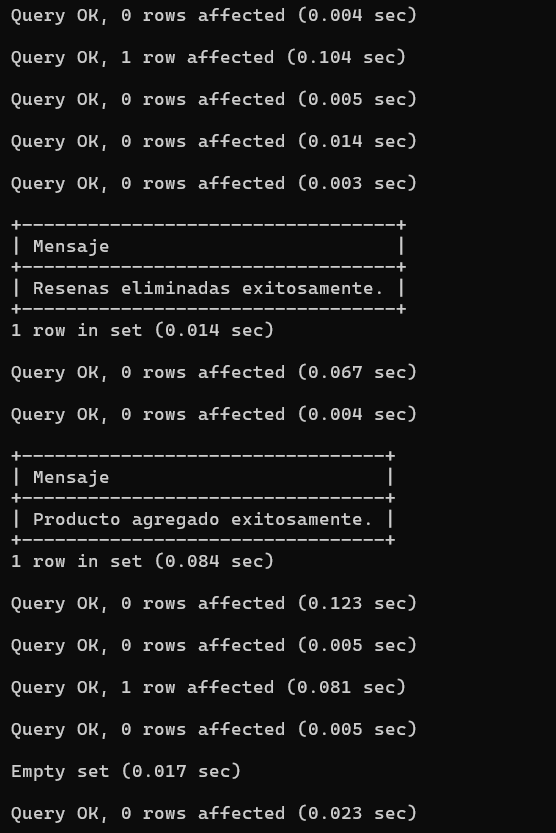 Query OK, 0 rows affected (0.004 sec)
Query OK, 1 row affected (0.104 sec)
Query OK, 0 rows affected (0.005 sec)
Query OK, 0 rows affected (0.014 sec)
Query OK, 0 rows affected (0.003 sec)
+----------------------------------+
| Mensaje                          |
+----------------------------------+
| Resenas eliminadas exitosamente. |
+----------------------------------+
1 row in set (0.014 sec)
Query OK, 0 rows affected (0.067 sec)
Query OK, 0 rows affected (0.004 sec)
+---------------------------------+
| Mensaje                         |
+---------------------------------+
| Producto agregado exitosamente. |
+---------------------------------+
1 row in set (0.084 sec)
Query OK, 0 rows affected (0.123 sec)
Query OK, 0 rows affected (0.005 sec)
Query OK, 1 row affected (0.081 sec)
Query OK, 0 rows affected (0.005 sec)
Empty set (0.017 sec)
Query OK, 0 rows affected (0.023 sec)